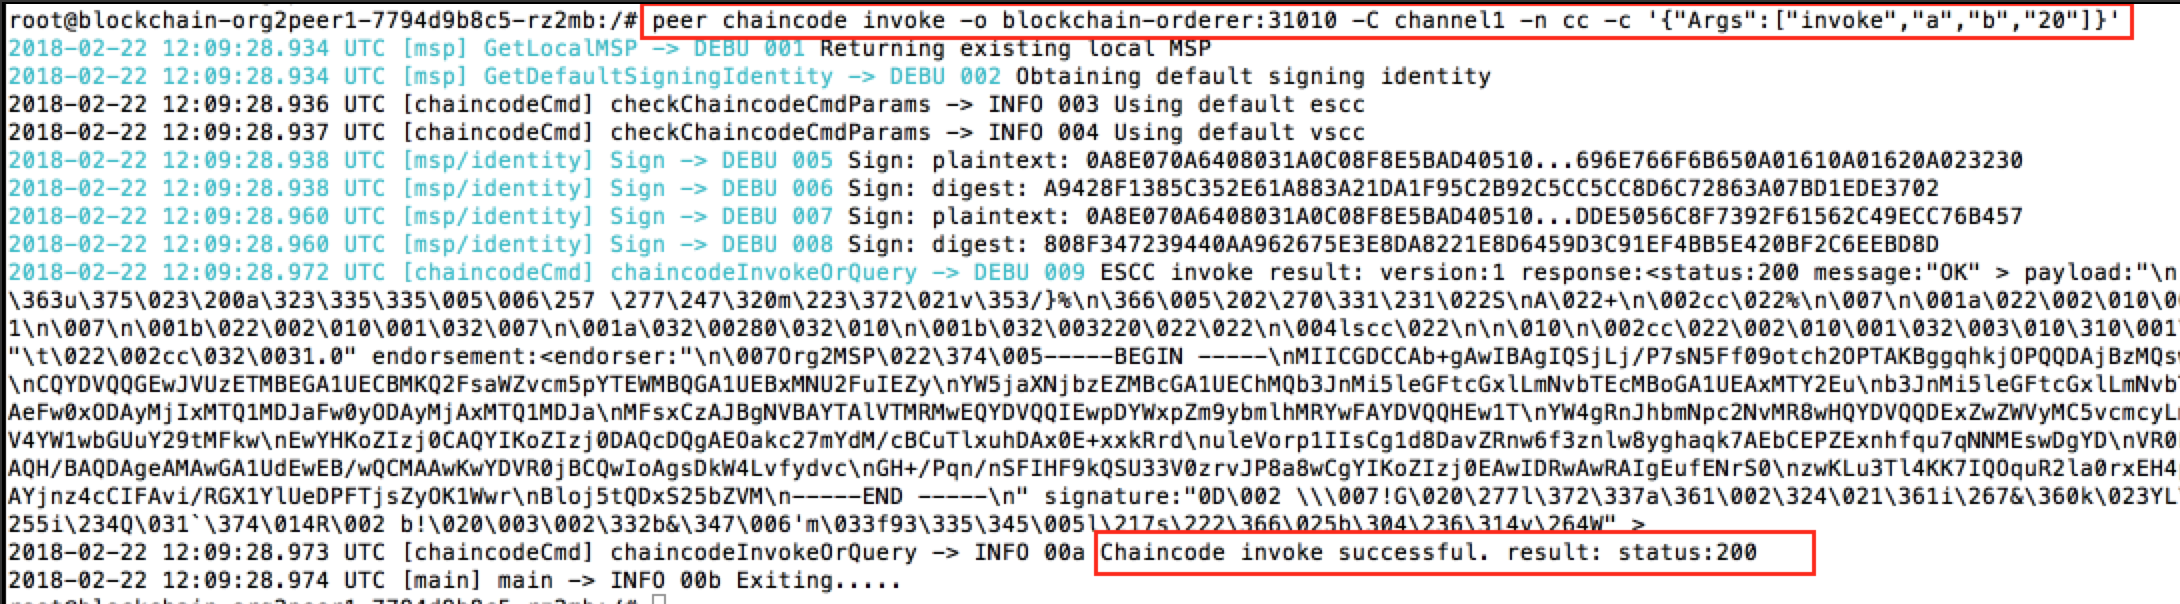 root@blockchain-org2peer1-7794d9b8c5-rz2mb:/# peer chaincode invoke -o blockchain-orderer:31010 -C channel1 -n cc -c '{"Args":["invoke","a","b","20"]}'
2018-02-22 12:09:28.934 UTC [msp] GetLocalMSP -> DEBU 001 Returning existing local MSP
2018-02-22 12:09:28.934 UTC [msp] GetDefaultSigningIdentity -> DEBU 002 Obtaining default signing identity
2018-02-22 12:09:28.936 UTC [chaincodeCmd] checkChaincodeCmdParams -> INFO 003 Using default escc
2018-02-22 12:09:28.937 UTC [chaincodeCmd] checkChaincodeCmdParams -> INFO 004 Using default vscc
2018-02-22 12:09:28.938 UTC [msp/identity] Sign -> DEBU 005 Sign: plaintext: 0A8E070A6408031A0C08F8E5BAD40510...696E766F6B650A01610A01620A023230
2018-02-22 12:09:28.938 UTC [msp/identity] Sign -> DEBU 006 Sign: digest: A9428F1385C352E61A883A21DA1F95C2B92C5CC5CC8D6C72863A07BD1EDE3702
2018-02-22 12:09:28.960 UTC [msp/identity] Sign -> DEBU 007 Sign: plaintext: 0A8E070A6408031A0C08F8E5BAD40510...DDE5056C8F7392F61562C49ECC76B457
2018-02-22 12:09:28.960 UTC [msp/identity] Sign -> DEBU 008 Sign: digest: 808F347239440AA962675E3E8DA8221E8D6459D3C91EF4BB5E420BF2C6EEBD8D
2018-02-22 12:09:28.972 UTC [chaincodeCmd] chaincodeInvokeOrQuery -> DEBU 009 ESCC invoke result: version:1 response:<status:200 message:"OK" > payload:"\n
\363u\375\023\200a\323\335\335\005\006\257 \277\247\320m\223\372\021v\353/}%\n\366\005\202\270\331\231\022S\nA\022+\n\002cc\022%\n\007\n\001a\022\002\010\0
1\n\007\n\001b\022\002\010\001\032\007\n\001a\032\00280\032\010\n\001b\032\003220\022\022\n\004lscc\022\n\n\010\n\002cc\022\002\010\001\032\003\010\310\001
"\t\022\002cc\032\0031.0" endorsement:<endorser:"\n\007Org2MSP\022\374\005-----BEGIN -----\nMIICGDCCAb+gAwIBAgIQSjLj/P7sN5Ff09otch2OPTAKBggqhkjOPQQDAjBzMQs
\nCQYDVQQGEwJVUzETMBEGA1UECBMKQ2FsaWZvcm5pYTEWMBQGA1UEBxMNU2FuIEZy\nYW5jaXNjbzEZMBcGA1UEChMQb3JnMi5leGFtcGxlLmNvbTEcMBoGA1UEAxMTY2Eu\nb3JnMi5leGFtcGxlLmNvb
AeFw0xODAyMjIxMTQ1MDJaFw0yODAyMjAxMTQ1MDJa\nMFsxCzAJBgNVBAYTAlVTMRMwEQYDVQQIEwpDYWxpZm9ybmlhMRYwFAYDVQQHEw1T\nYW4gRnJhbmNpc2NvMR8wHQYDVQQDExZwZWVyMC5vcmcyL
V4YW1wbGUuY29tMFkw\nEwYHKoZIzj0CAQYIKoZIzj0DAQcDQgAEOakc27mYdM/cBCuTlxuhDAx0E+xxkRrd\nuleVorp1IIsCg1d8DavZRnw6f3znlw8yghaqk7AEbCEPZExnhfqu7qNNMEswDgYD\nVR0
AQH/BAQDAgeAMAwGA1UdEwEB/wQCMAAwKwYDVR0jBCQwIoAgsDkW4Lvfydvc\nGH+/Pqn/nSFIHF9kQSU33V0zrvJP8a8wCgYIKoZIzj0EAwIDRwAwRAIgEufENrS0\nzwKLu3Tl4KK7IQOquR2la0rxEH4
AYjnz4cCIFAvi/RGX1YlUeDPFTjsZyOK1Wwr\nBloj5tQDxS25bZVM\n-----END -----\n" signature:"0D\002 \\\007!G\020\277l\372\337a\361\002\324\021\361i\267&\360k\023YL
255i\234Q\031`\374\014R\002 b!\020\003\002\332b&\347\006'm\033f93\335\345\005l\217s\222\366\025b\304\236\314v\264W" >
2018-02-22 12:09:28.973 UTC [chaincodeCmd] chaincodeInvokeOrQuery -> INFO 00a Chaincode invoke successful. result: status:200
2018-02-22 12:09:28.974 UTC [main] main -> INFO 00b Exiting.....
root@blockchain-org2peer1-7794d9b8c5-rz2mb:/#